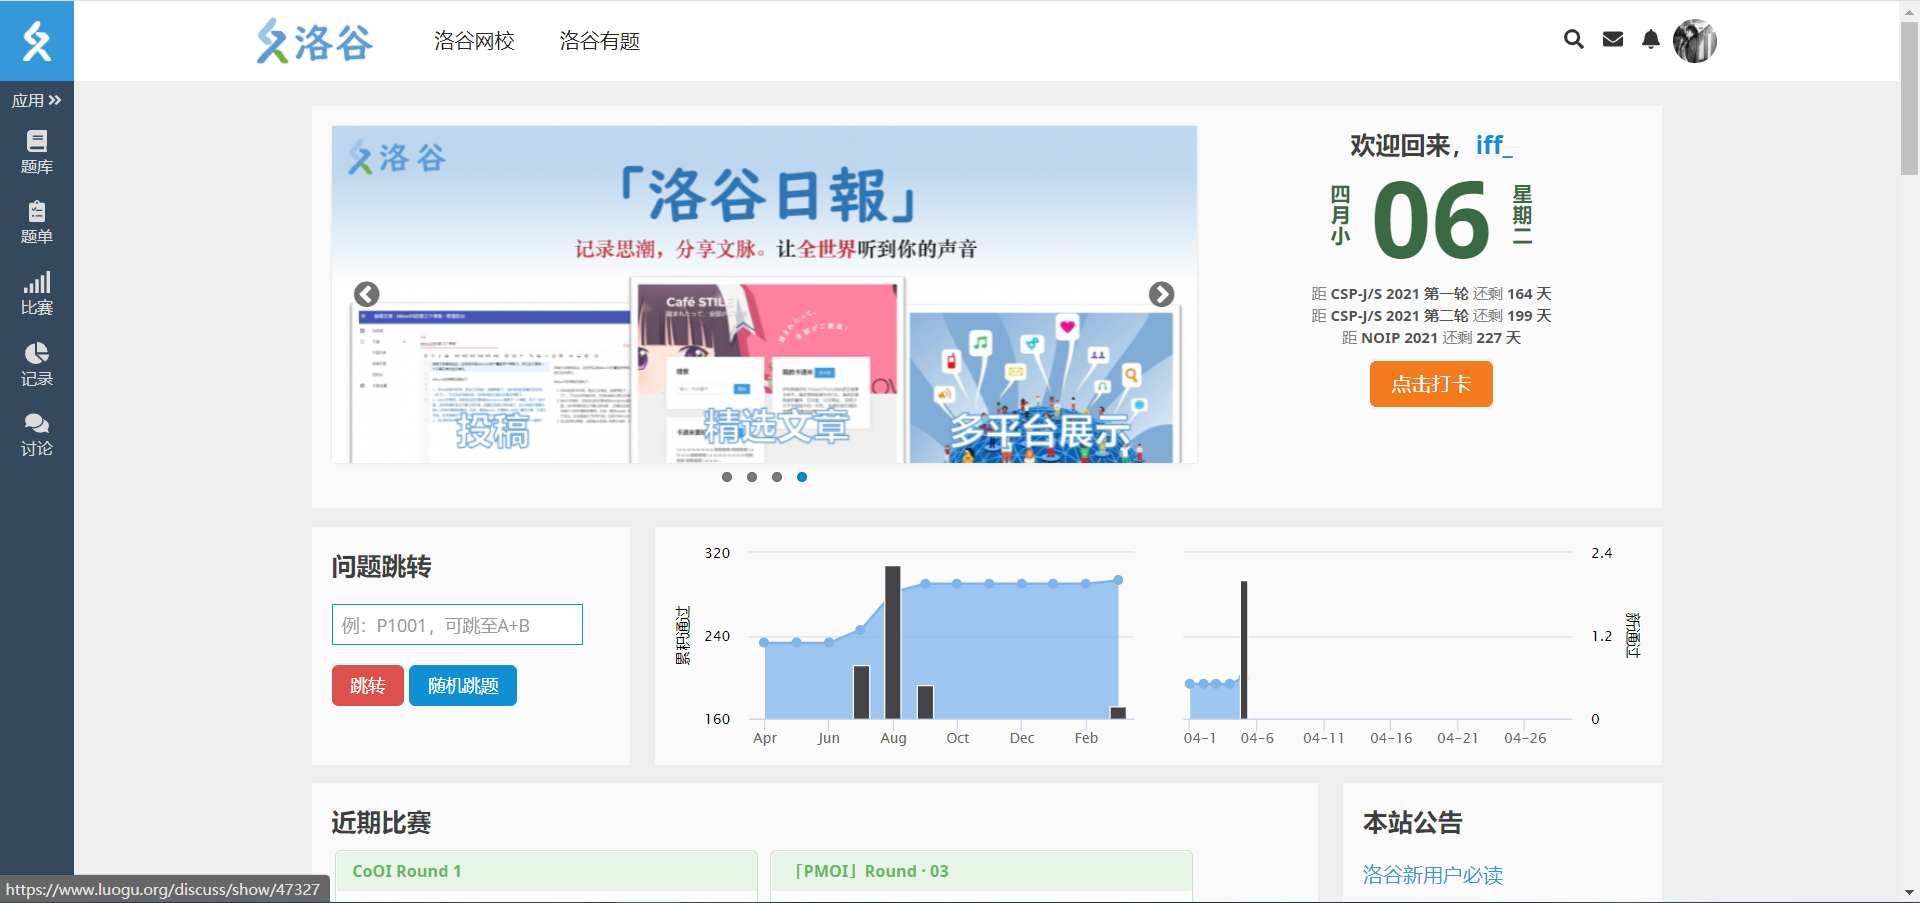 洛谷
洛谷网校
洛谷有题
应用
题库
题单
比赛
记录
讨论
洛谷
「洛谷日報」
记录思潮，分享文脉。让全世界听到你的声音
Café STILE
搜索
投稿
精选文章
多平台展示
欢迎回来，iff_
四月小
06
星期二
距 CSP-J/S 2021 第一轮 还剩 164 天
距 CSP-J/S 2021 第二轮 还剩 199 天
距 NOIP 2021 还剩 227 天
点击打卡
问题跳转
例：P1001，可跳至A+B
跳转
随机跳题
320
240
160
累积通过
Apr
Jun
Aug
Oct
Dec
Feb
2.4
1.2
0
新通过
04-1
04-6
04-11
04-16
04-21
04-26
近期比赛
CoOI Round 1
「PMOI」Round · 03
本站公告
洛谷新用户必读
https://www.luogu.org/discuss/show/47327